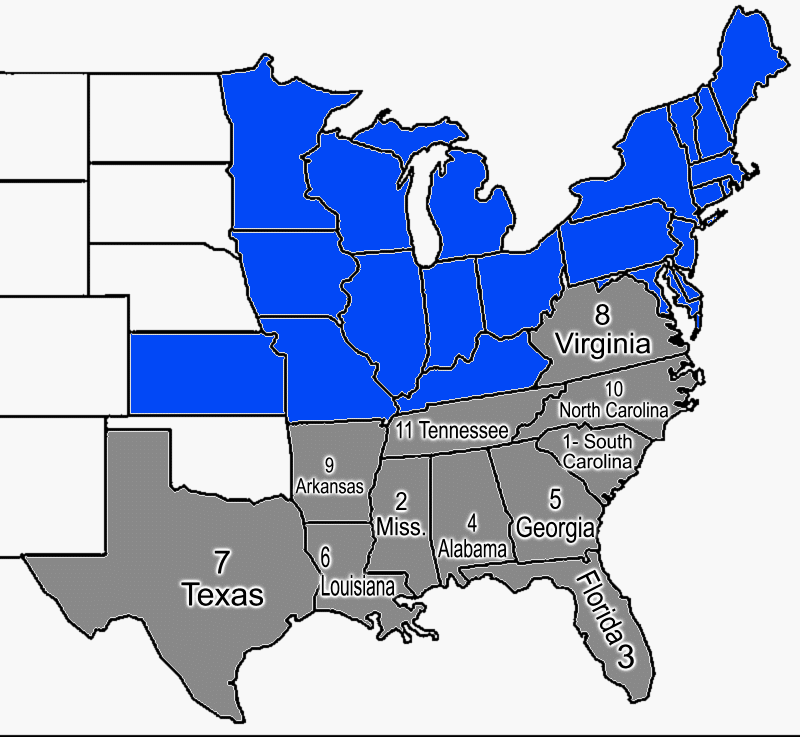 8
Virginia
10
North Carolina
11 Tennessee
1- South
Carolina
9
Arkansas
2
Miss.
4
Alabama
5
Georgia
6
Louisiana
7
Texas
Florida
3